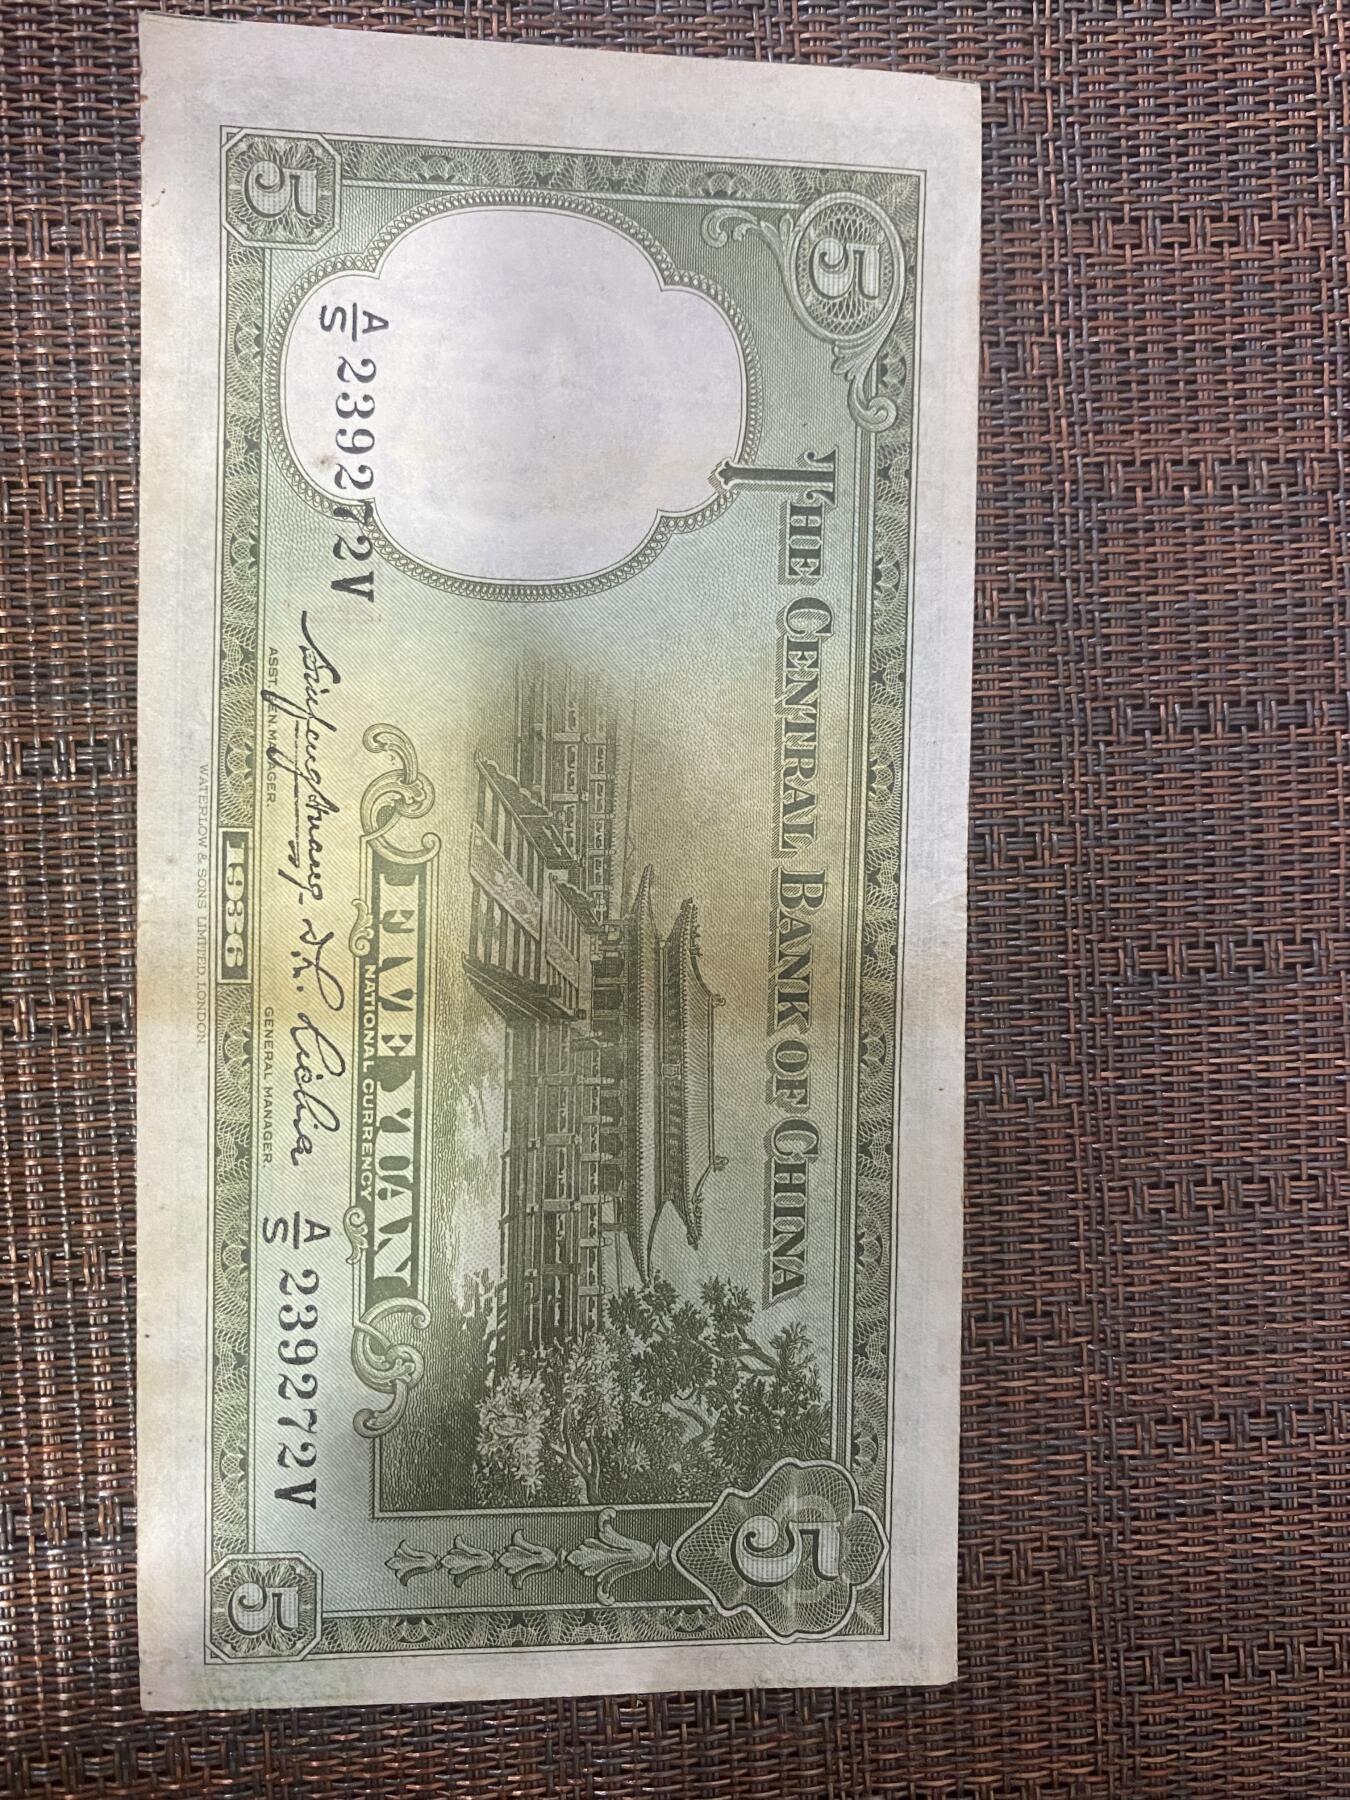 5
5
THE CENTRAL BANK OF CHINA
5
FIVE YUAN
NATIONAL CURRENCY
A/S 239272V
A/S 239272V
ASST. GEN. MANAGER.
GENERAL MANAGER.
5
1936
5
WATERLOW & SONS LIMITED, LONDON.